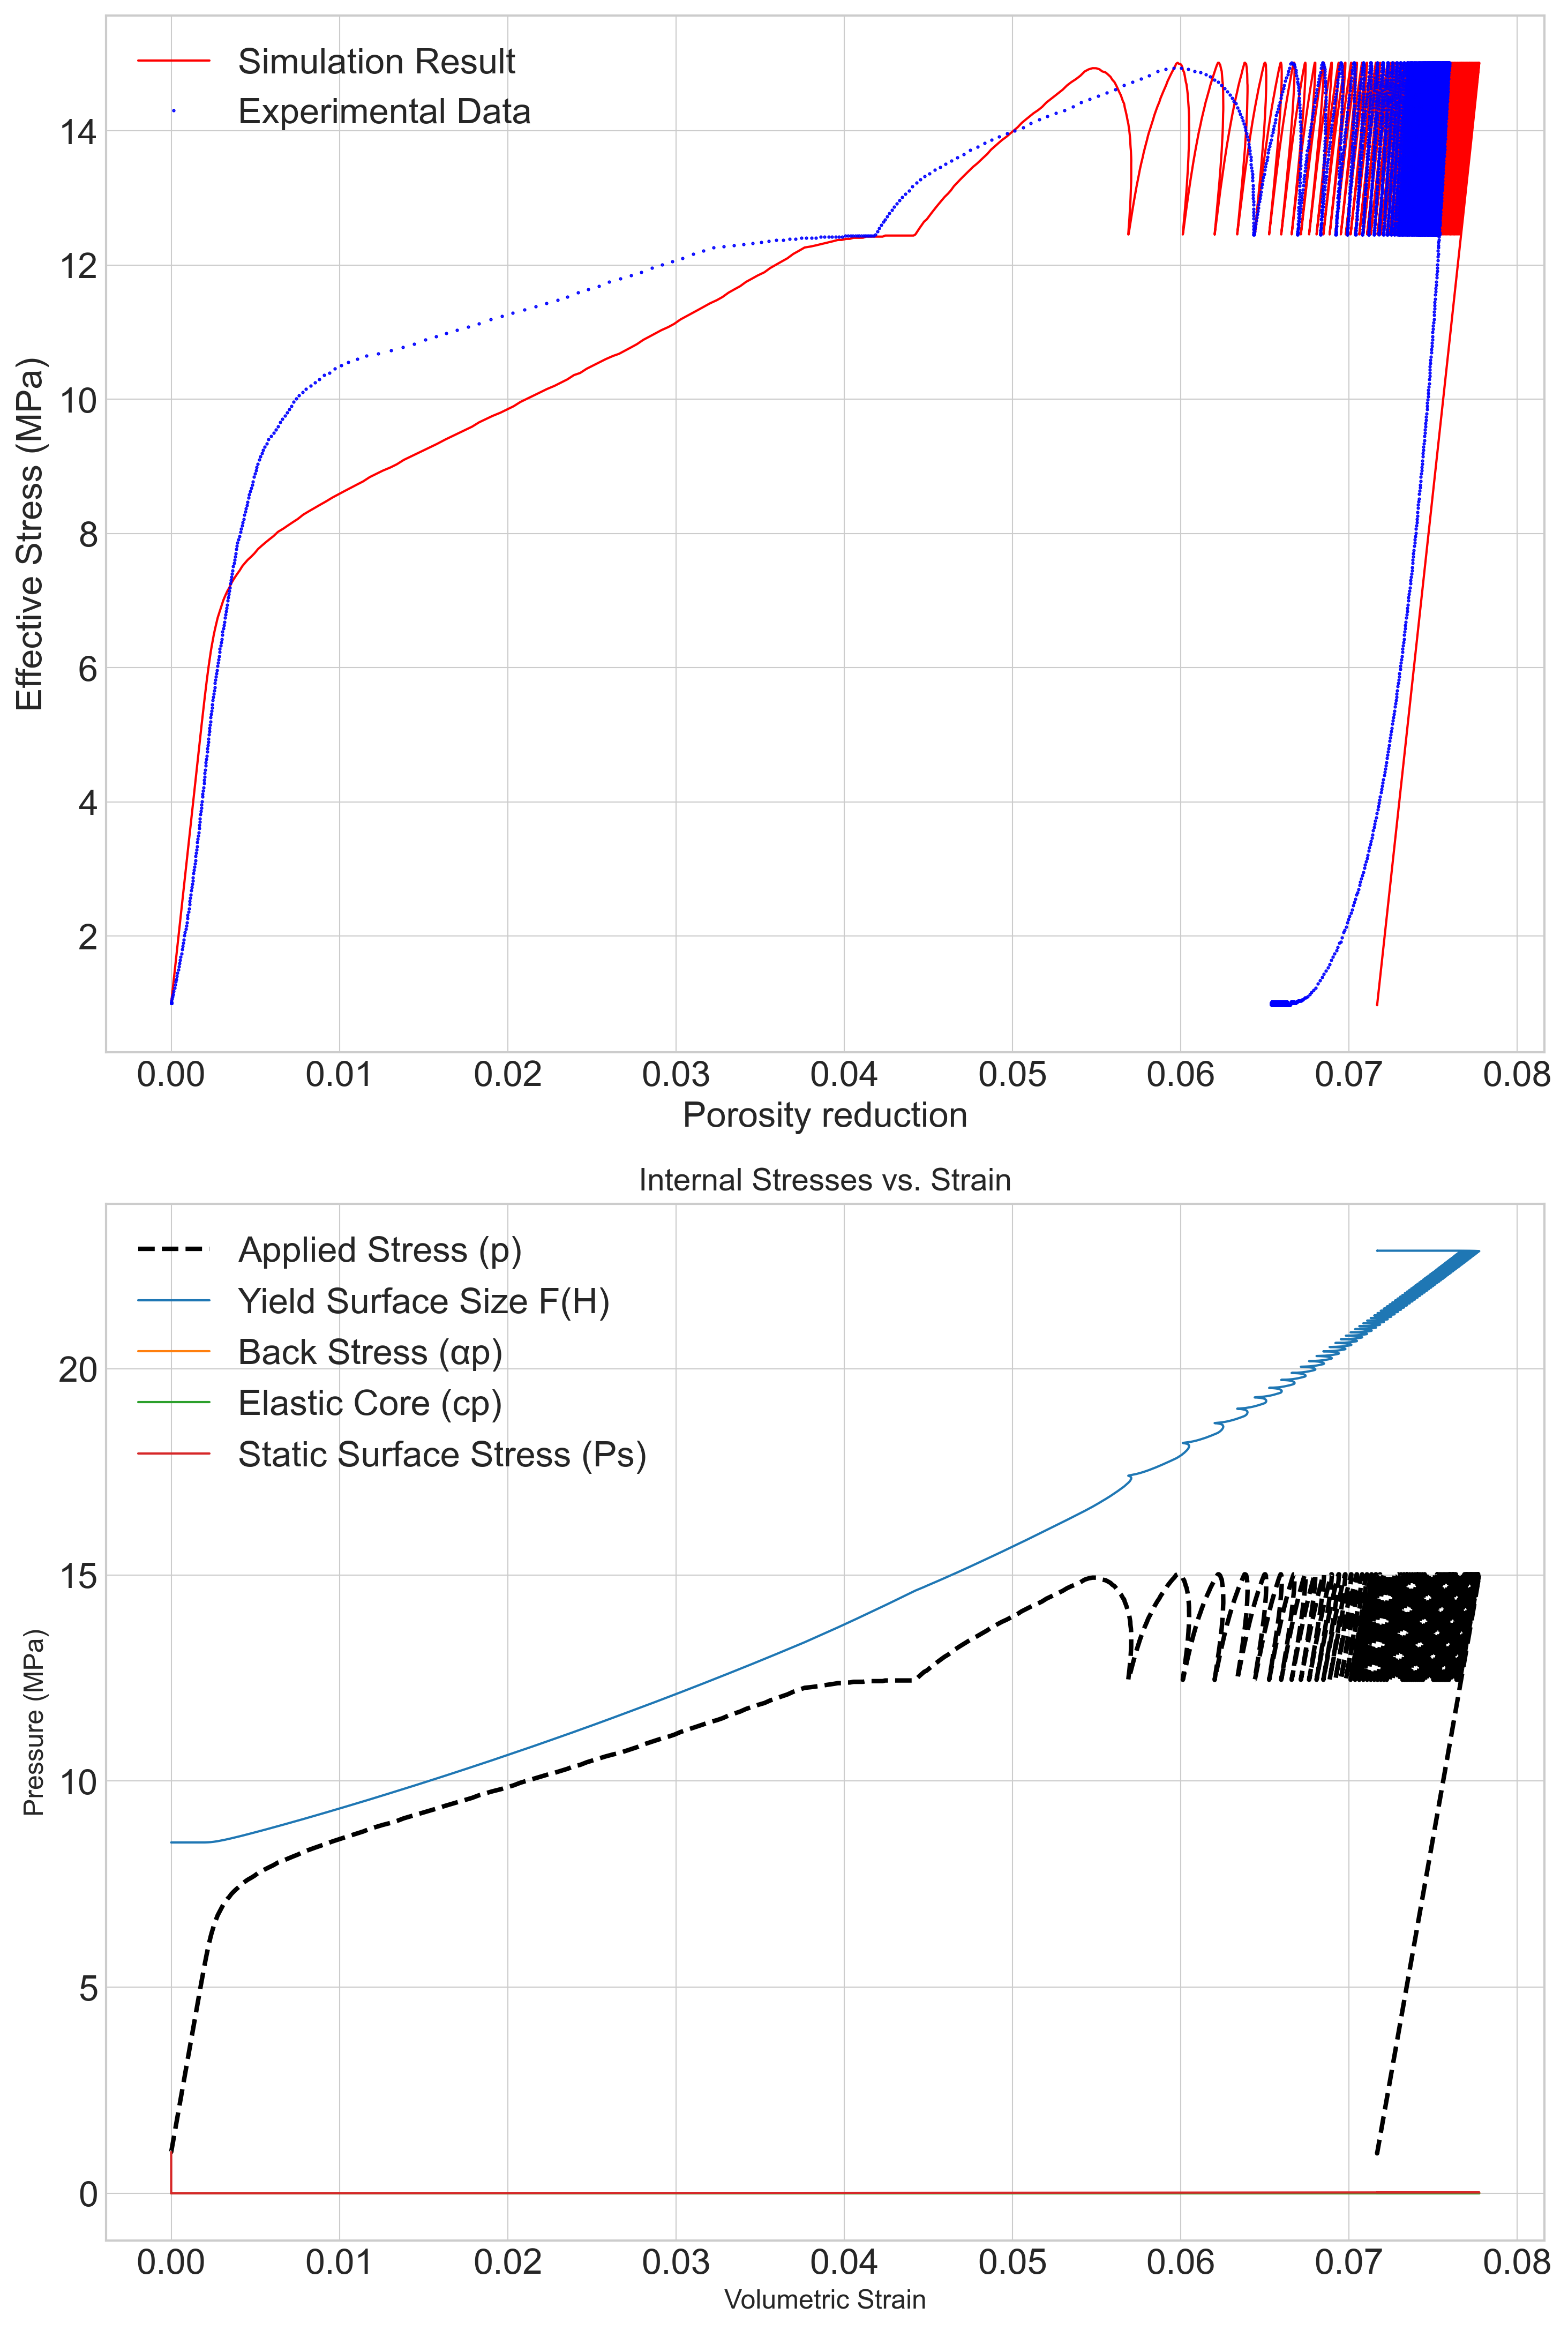 Simulation Result
Experimental Data
Effective Stress (MPa)
14
12
10
8
6
4
2
0.00 0.01 0.02 0.03 0.04 0.05 0.06 0.07 0.08
Porosity reduction
Internal Stresses vs. Strain
Applied Stress (p)
Yield Surface Size F(H)
Back Stress (αp)
Elastic Core (cp)
Static Surface Stress (Ps)
Pressure (MPa)
20
15
10
5
0
0.00 0.01 0.02 0.03 0.04 0.05 0.06 0.07 0.08
Volumetric Strain